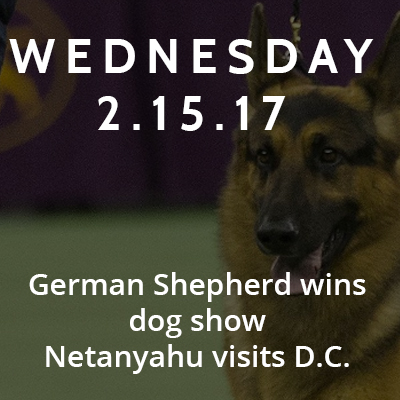 WEDNESDAY
2.15.17
German Shepherd wins
dog show
Netanyahu visits D.C.